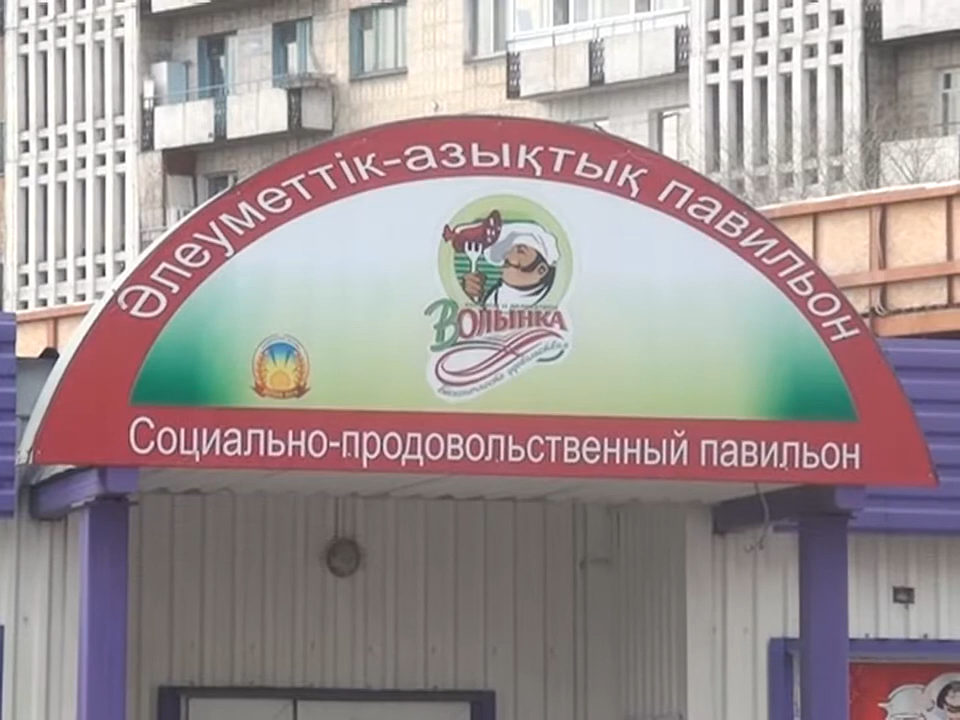 Әлеуметтік-азықтық павильон
ВОЛЫНКА
Социально-продовольственный павильон